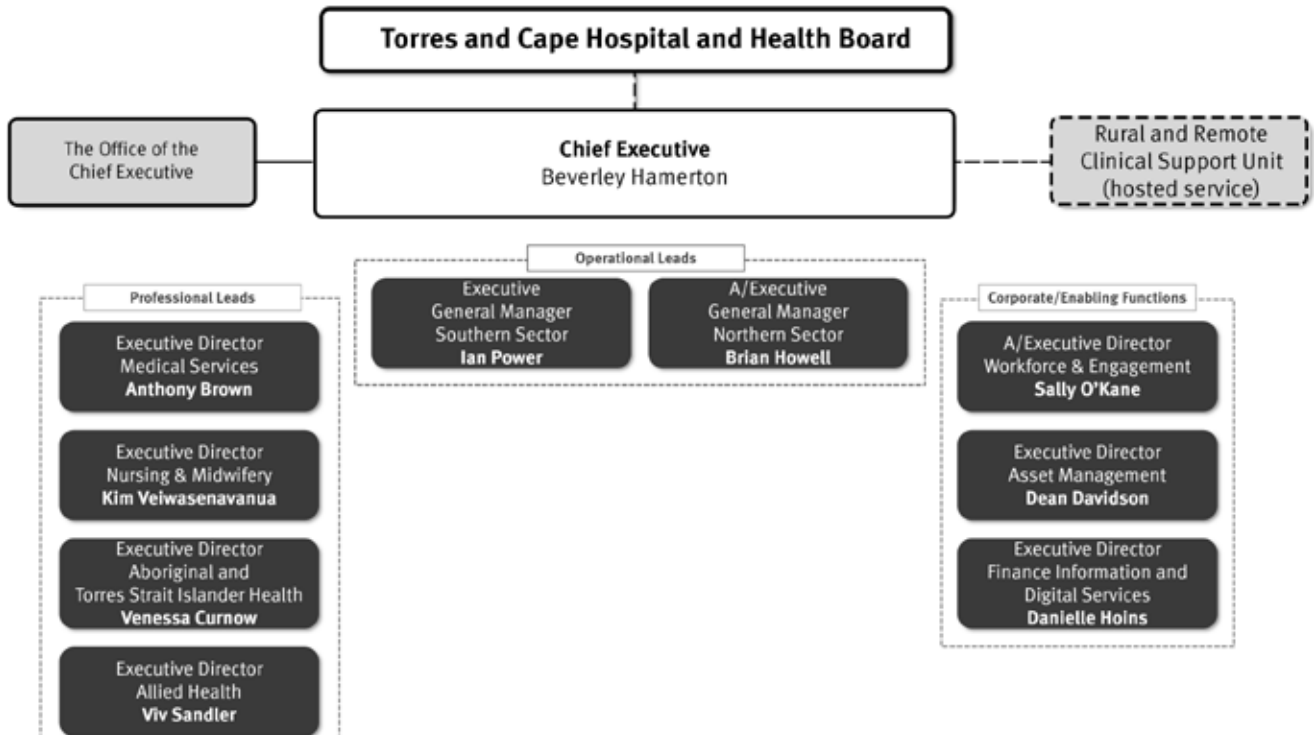 Torres and Cape Hospital and Health Board
The Office of the
Chief Executive
Chief Executive
Beverley Hamerton
Rural and Remote
Clinical Support Unit
(hosted service)
Professional Leads
Executive Director
Medical Services
Anthony Brown
Executive Director
Nursing & Midwifery
Kim Veiwasenavanua
Executive Director
Aboriginal and
Torres Strait Islander Health
Venessa Curnow
Executive Director
Allied Health
Viv Sandler
Operational Leads
Executive
General Manager
Southern Sector
Ian Power
A/Executive
General Manager
Northern Sector
Brian Howell
Corporate/Enabling Functions
A/Executive Director
Workforce & Engagement
Sally O’Kane
Executive Director
Asset Management
Dean Davidson
Executive Director
Finance Information and
Digital Services
Danielle Hoins